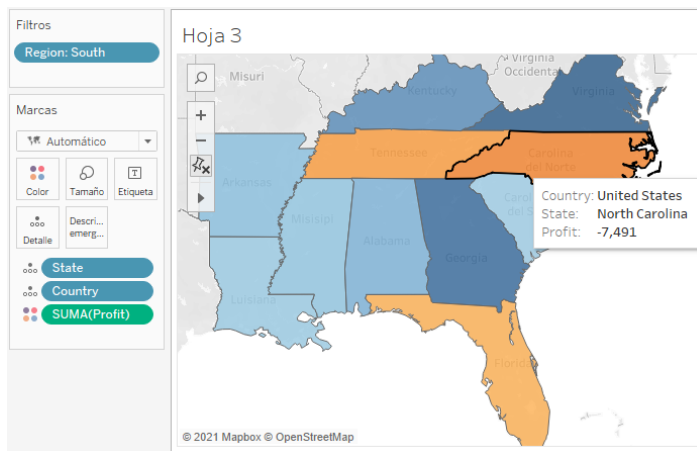 Filtros
Region: South
Marcas
Automático
Color
Tamaño
Etiqueta
Detalle
Descri...
emerg...
State
Country
SUMA(Profit)
Hoja 3
Misuri
Virginia
Occidental
Kentucky
Virginia
Tennessee
Carolina
del Norte
Arkansas
Misisipi
Alabama
Georgia
Luisiana
Florida
Country: United States
State: North Carolina
Profit: -7,491
© 2021 Mapbox © OpenStreetMap